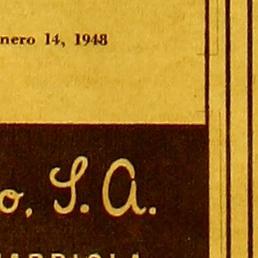 nero 14, 1948
o, S.A.